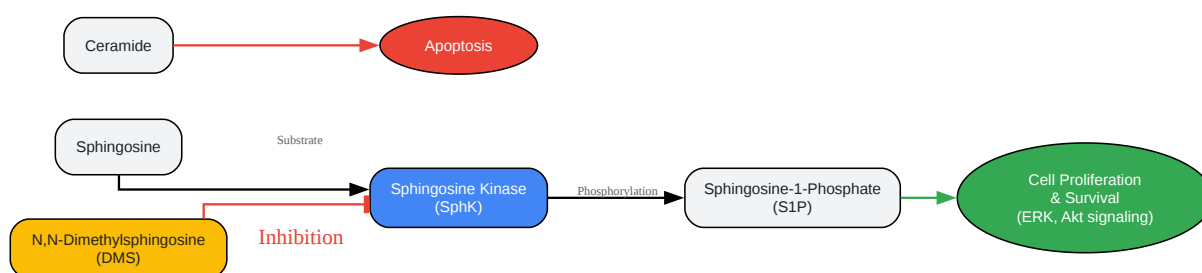 Ceramide
Apoptosis
Sphingosine
Substrate
Sphingosine Kinase
(SphK)
Phosphorylation
Sphingosine-1-Phosphate
(S1P)
Cell Proliferation
& Survival
(ERK, Akt signaling)
N,N-Dimethylsphingosine
(DMS)
Inhibition